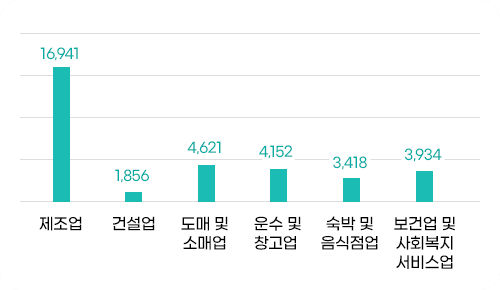 16,941
1,856
4,621
4,152
3,418
3,934
제조업
건설업
도매 및
소매업
운수 및
창고업
숙박 및
음식점업
보건업 및
사회복지
서비스업